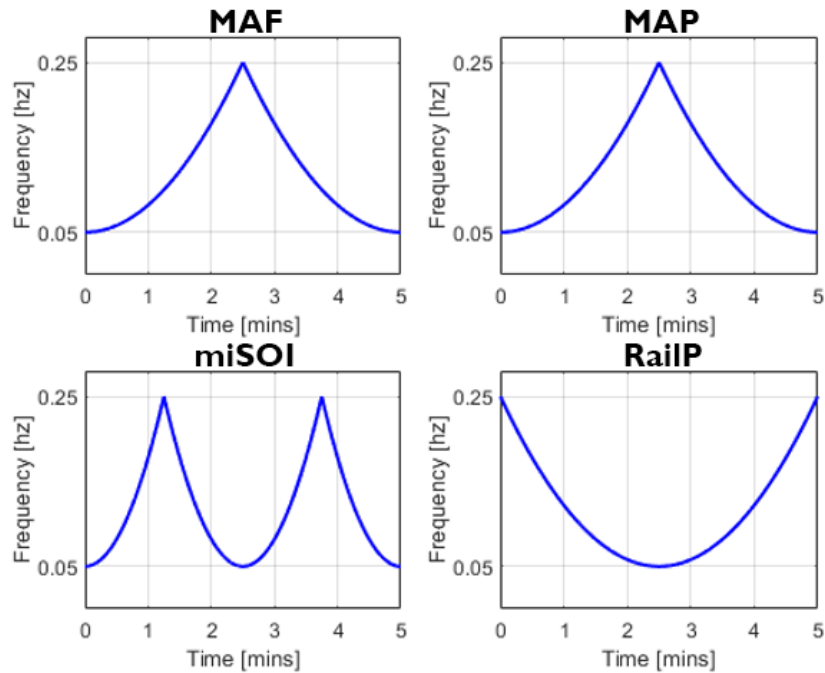 MAF
Frequency [hz]
0.25
0.05
0 1 2 3 4 5
Time [mins]
MAP
Frequency [hz]
0.25
0.05
0 1 2 3 4 5
Time [mins]
miSOI
Frequency [hz]
0.25
0.05
0 1 2 3 4 5
Time [mins]
RailP
Frequency [hz]
0.25
0.05
0 1 2 3 4 5
Time [mins]